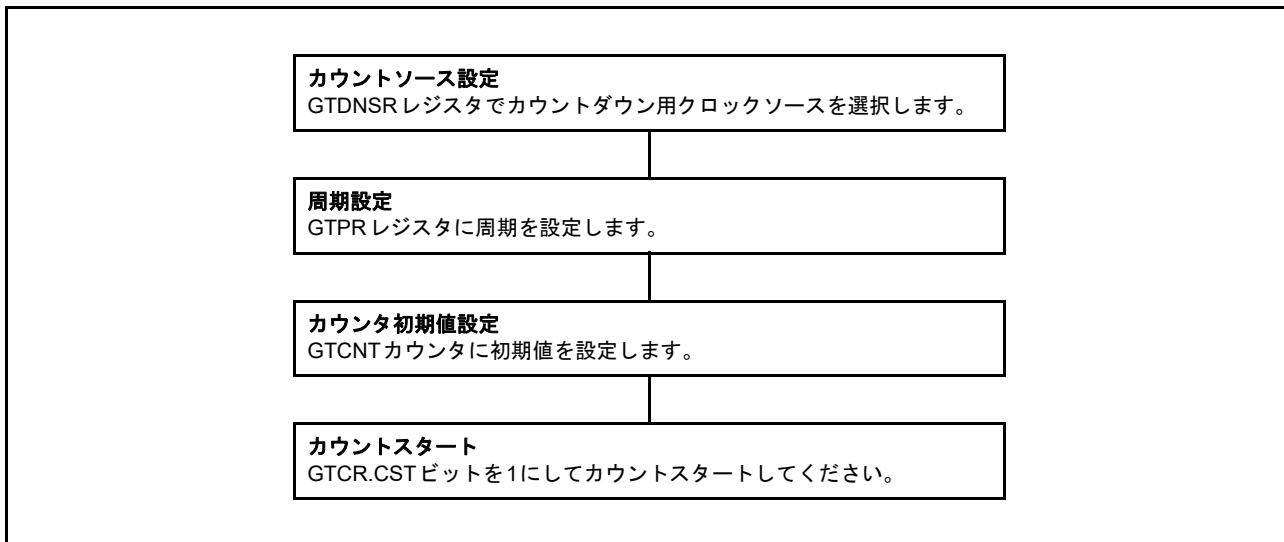 カウントソース設定
GTDNSRレジスタでカウントダウン用クロックソースを選択します。
周期設定
GTPRレジスタに周期を設定します。
カウンタ初期値設定
GTCNTカウンタに初期値を設定します。
カウントスタート
GTCR.CSTビットを1にしてカウントスタートしてください。